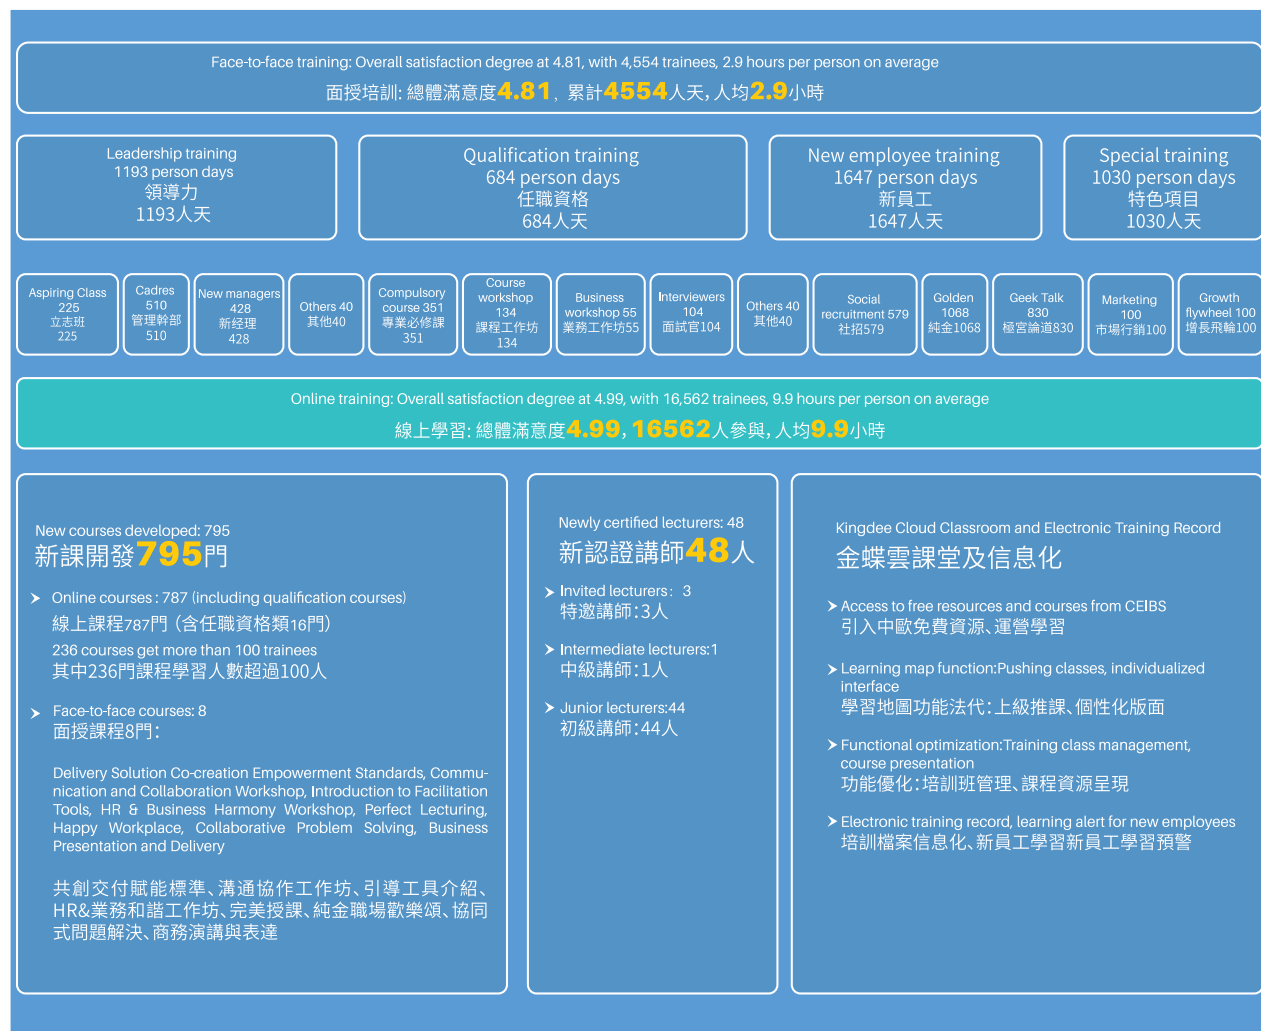 Face-to-face training: Overall satisfaction degree at 4.81, with 4,554 trainees, 2.9 hours per person on average
面授培訓: 總體滿意度4.81, 累計4554人天, 人均2.9小時
Leadership training
1193 person days
領導力
1193人天
Qualification training
684 person days
任職資格
684人天
New employee training
1647 person days
新員工
1647人天
Special training
1030 person days
特色項目
1030人天
Aspiring Class
225
立志班
225
Cadres
510
管理幹部
510
New managers
428
新经理
428
Others 40
其他40
Compulsory
course 351
專業必修課
351
Course
workshop
134
課程工作坊
134
Business
workshop 55
業務工作坊55
Interviewers
104
面試官104
Others 40
其他40
Social
recruitment 579
社招579
Golden
1068
純金1068
Geek Talk
830
極客論道830
Marketing
100
市場行銷100
Growth
flywheel 100
增長飛輪100
Online training: Overall satisfaction degree at 4.99, with 16,562 trainees, 9.9 hours per person on average
線上學習: 總體滿意度4.99, 16562人參與, 人均9.9小時
New courses developed: 795
新課開發795門
Online courses : 787 (including qualification courses)
線上課程787門 (含任職資格類16門)
236 courses get more than 100 trainees
其中236門課程學習人數超過100人
Face-to-face courses: 8
面授課程8門:
Delivery Solution Co-creation Empowerment Standards, Commu-
nication and Collaboration Workshop, Introduction to Facilitation
Tools, HR & Business Harmony Workshop, Perfect Lecturing,
Happy Workplace, Collaborative Problem Solving, Business
Presentation and Delivery
共創交付賦能標準、溝通協作工作坊、引導工具介紹、
HR&業務和諧工作坊、完美授課、純金職場歡樂頌、協同
式問題解決、商務演講與表達
Newly certified lecturers: 48
新認證講師48人
Invited lecturers : 3
特邀講師:3人
Intermediate lecturers:1
中級講師:1人
Junior lecturers:44
初級講師:44人
Kingdee Cloud Classroom and Electronic Training Record
金蝶雲課堂及信息化
Access to free resources and courses from CEIBS
引入中歐免費資源、運營學習
Learning map function:Pushing classes, individualized
interface
學習地圖功能法代:上級推課、個性化版面
Functional optimization:Training class management,
course presentation
功能優化:培訓班管理、課程資源呈現
Electronic training record, learning alert for new employees
培訓檔案信息化、新員工學習新員工學習預警